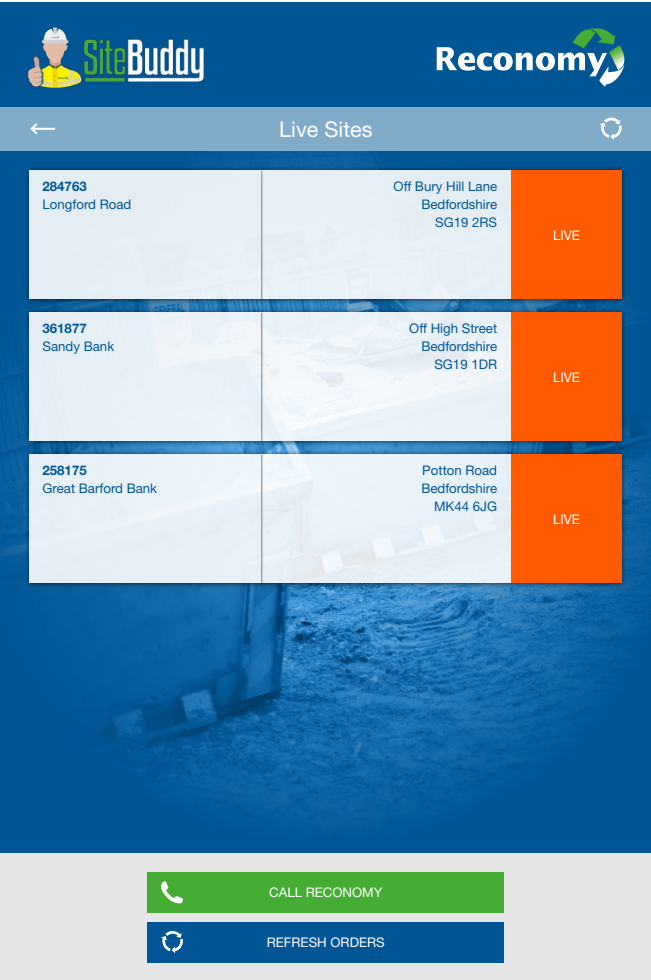 SiteBuddy
Reconomy
Live Sites
284763
Longford Road
Off Bury Hill Lane
Bedfordshire
SG19 2RS
LIVE
GENERAL
361877
Sandy Bank
Off High Street
Bedfordshire
SG19 1DR
LIVE
258175
Great Barford Bank
Potton Road
Bedfordshire
MK44 6JG
LIVE
CALL RECONOMY
REFRESH ORDERS